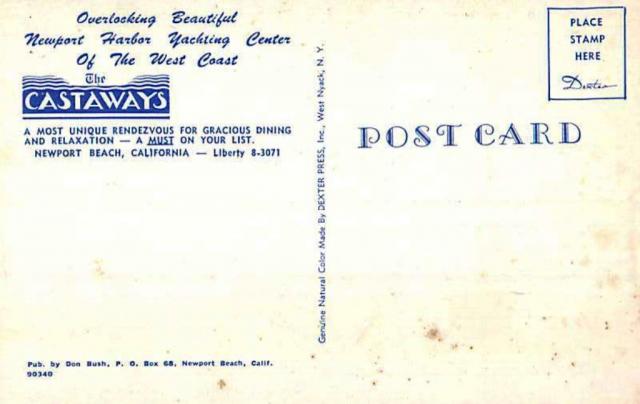 Overlooking Beautiful
Newport Harbor Yachting Center
Of The West Coast
The
CASTAWAYS
A MOST UNIQUE RENDEZVOUS FOR GRACIOUS DINING
AND RELAXATION — A MUST ON YOUR LIST.
NEWPORT BEACH, CALIFORNIA — LIberty 8-3071
Pub. by Don Bush, P. O. Box 68, Newport Beach, Calif.
90340
Genuine Natural Color Made By DEXTER PRESS, Inc., West Nyack, N. Y.
POST CARD
PLACE
STAMP
HERE
Dexter